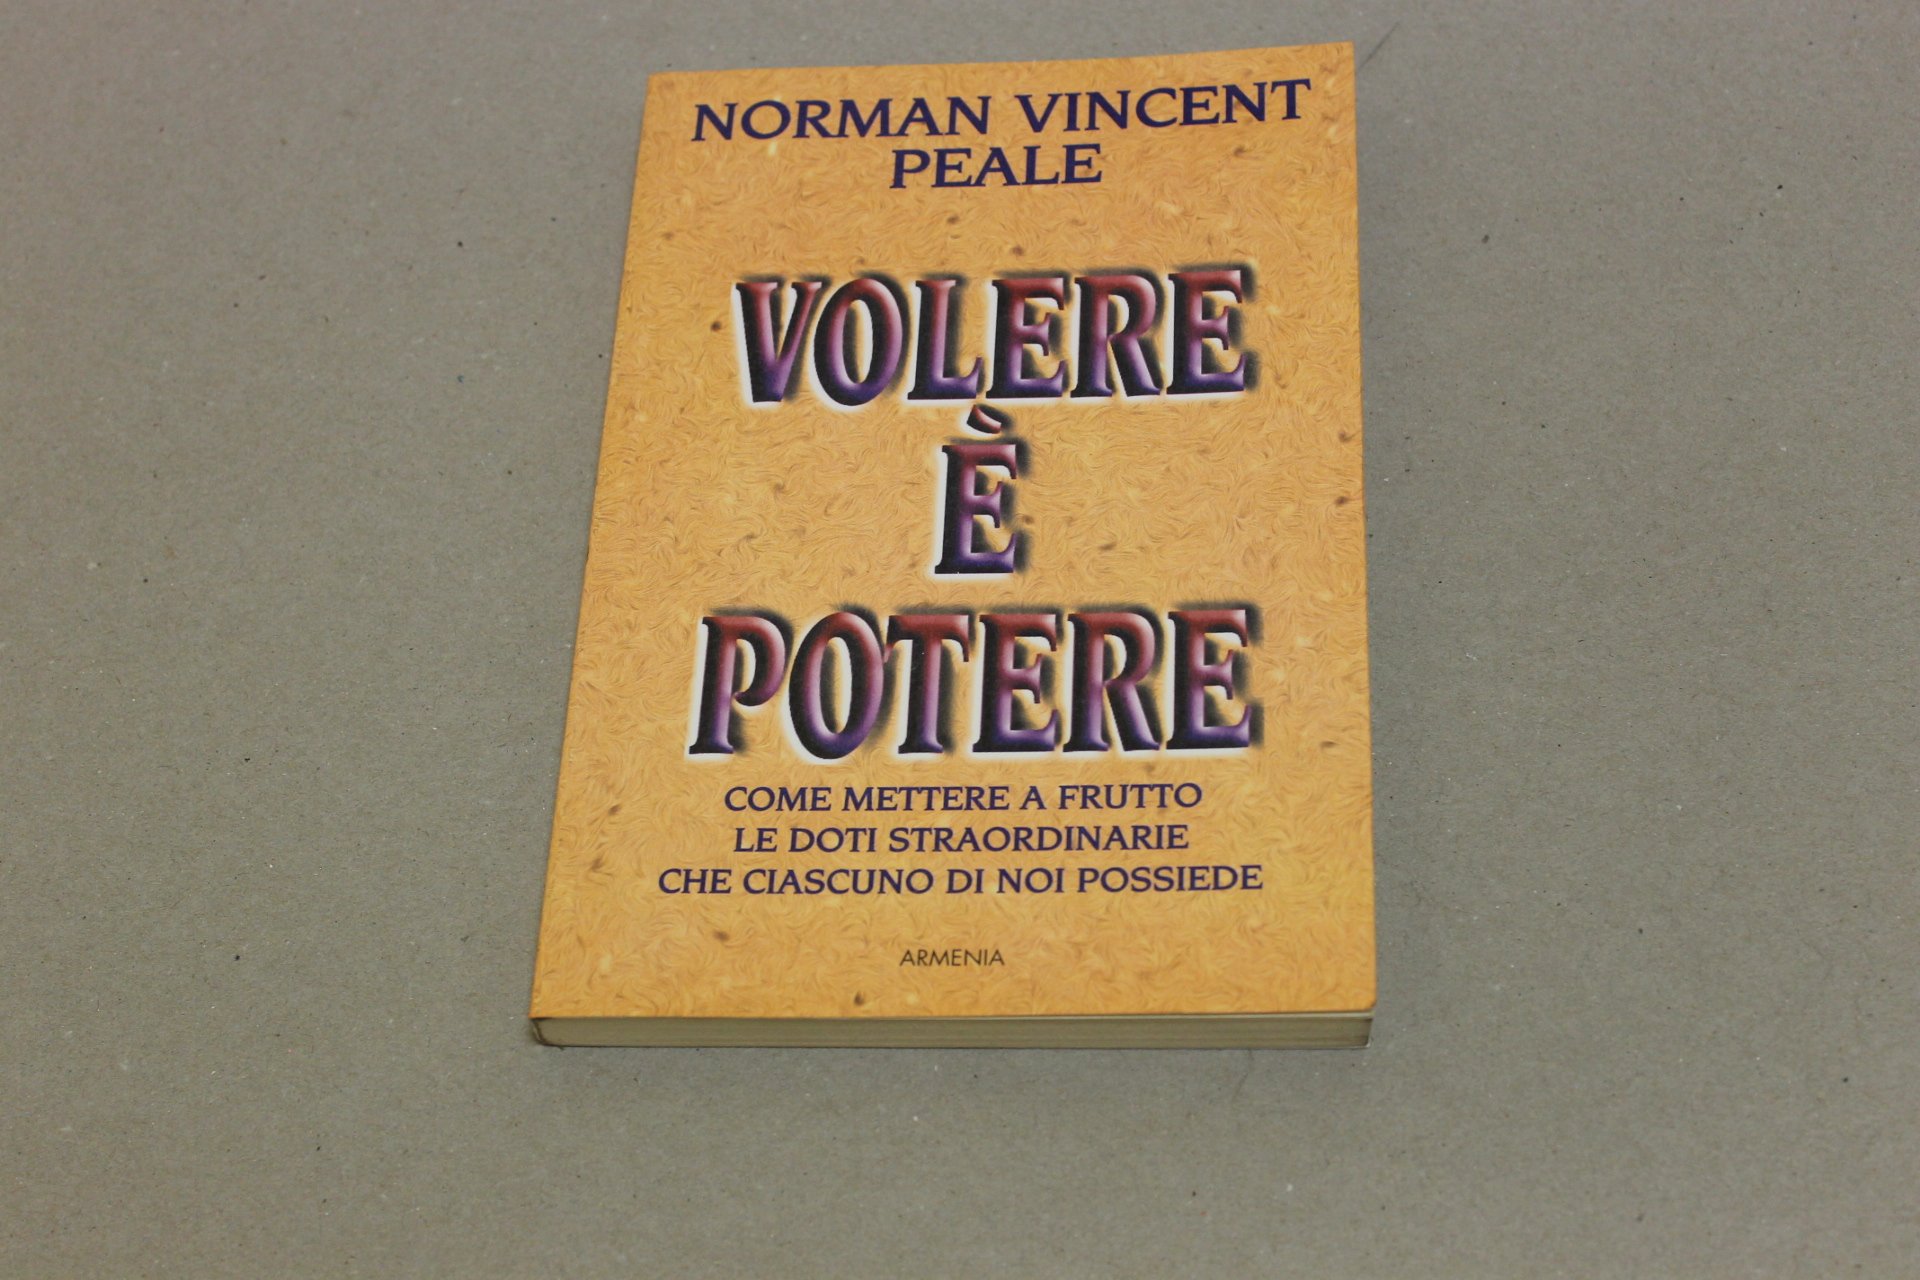 NORMAN VINCENT
PEALE
VOLERE
È
POTERE
COME METTERE A FRUTTO
LE DOTI STRAORDINARIE
CHE CIASCUNO DI NOI POSSIEDE
ARMENIA